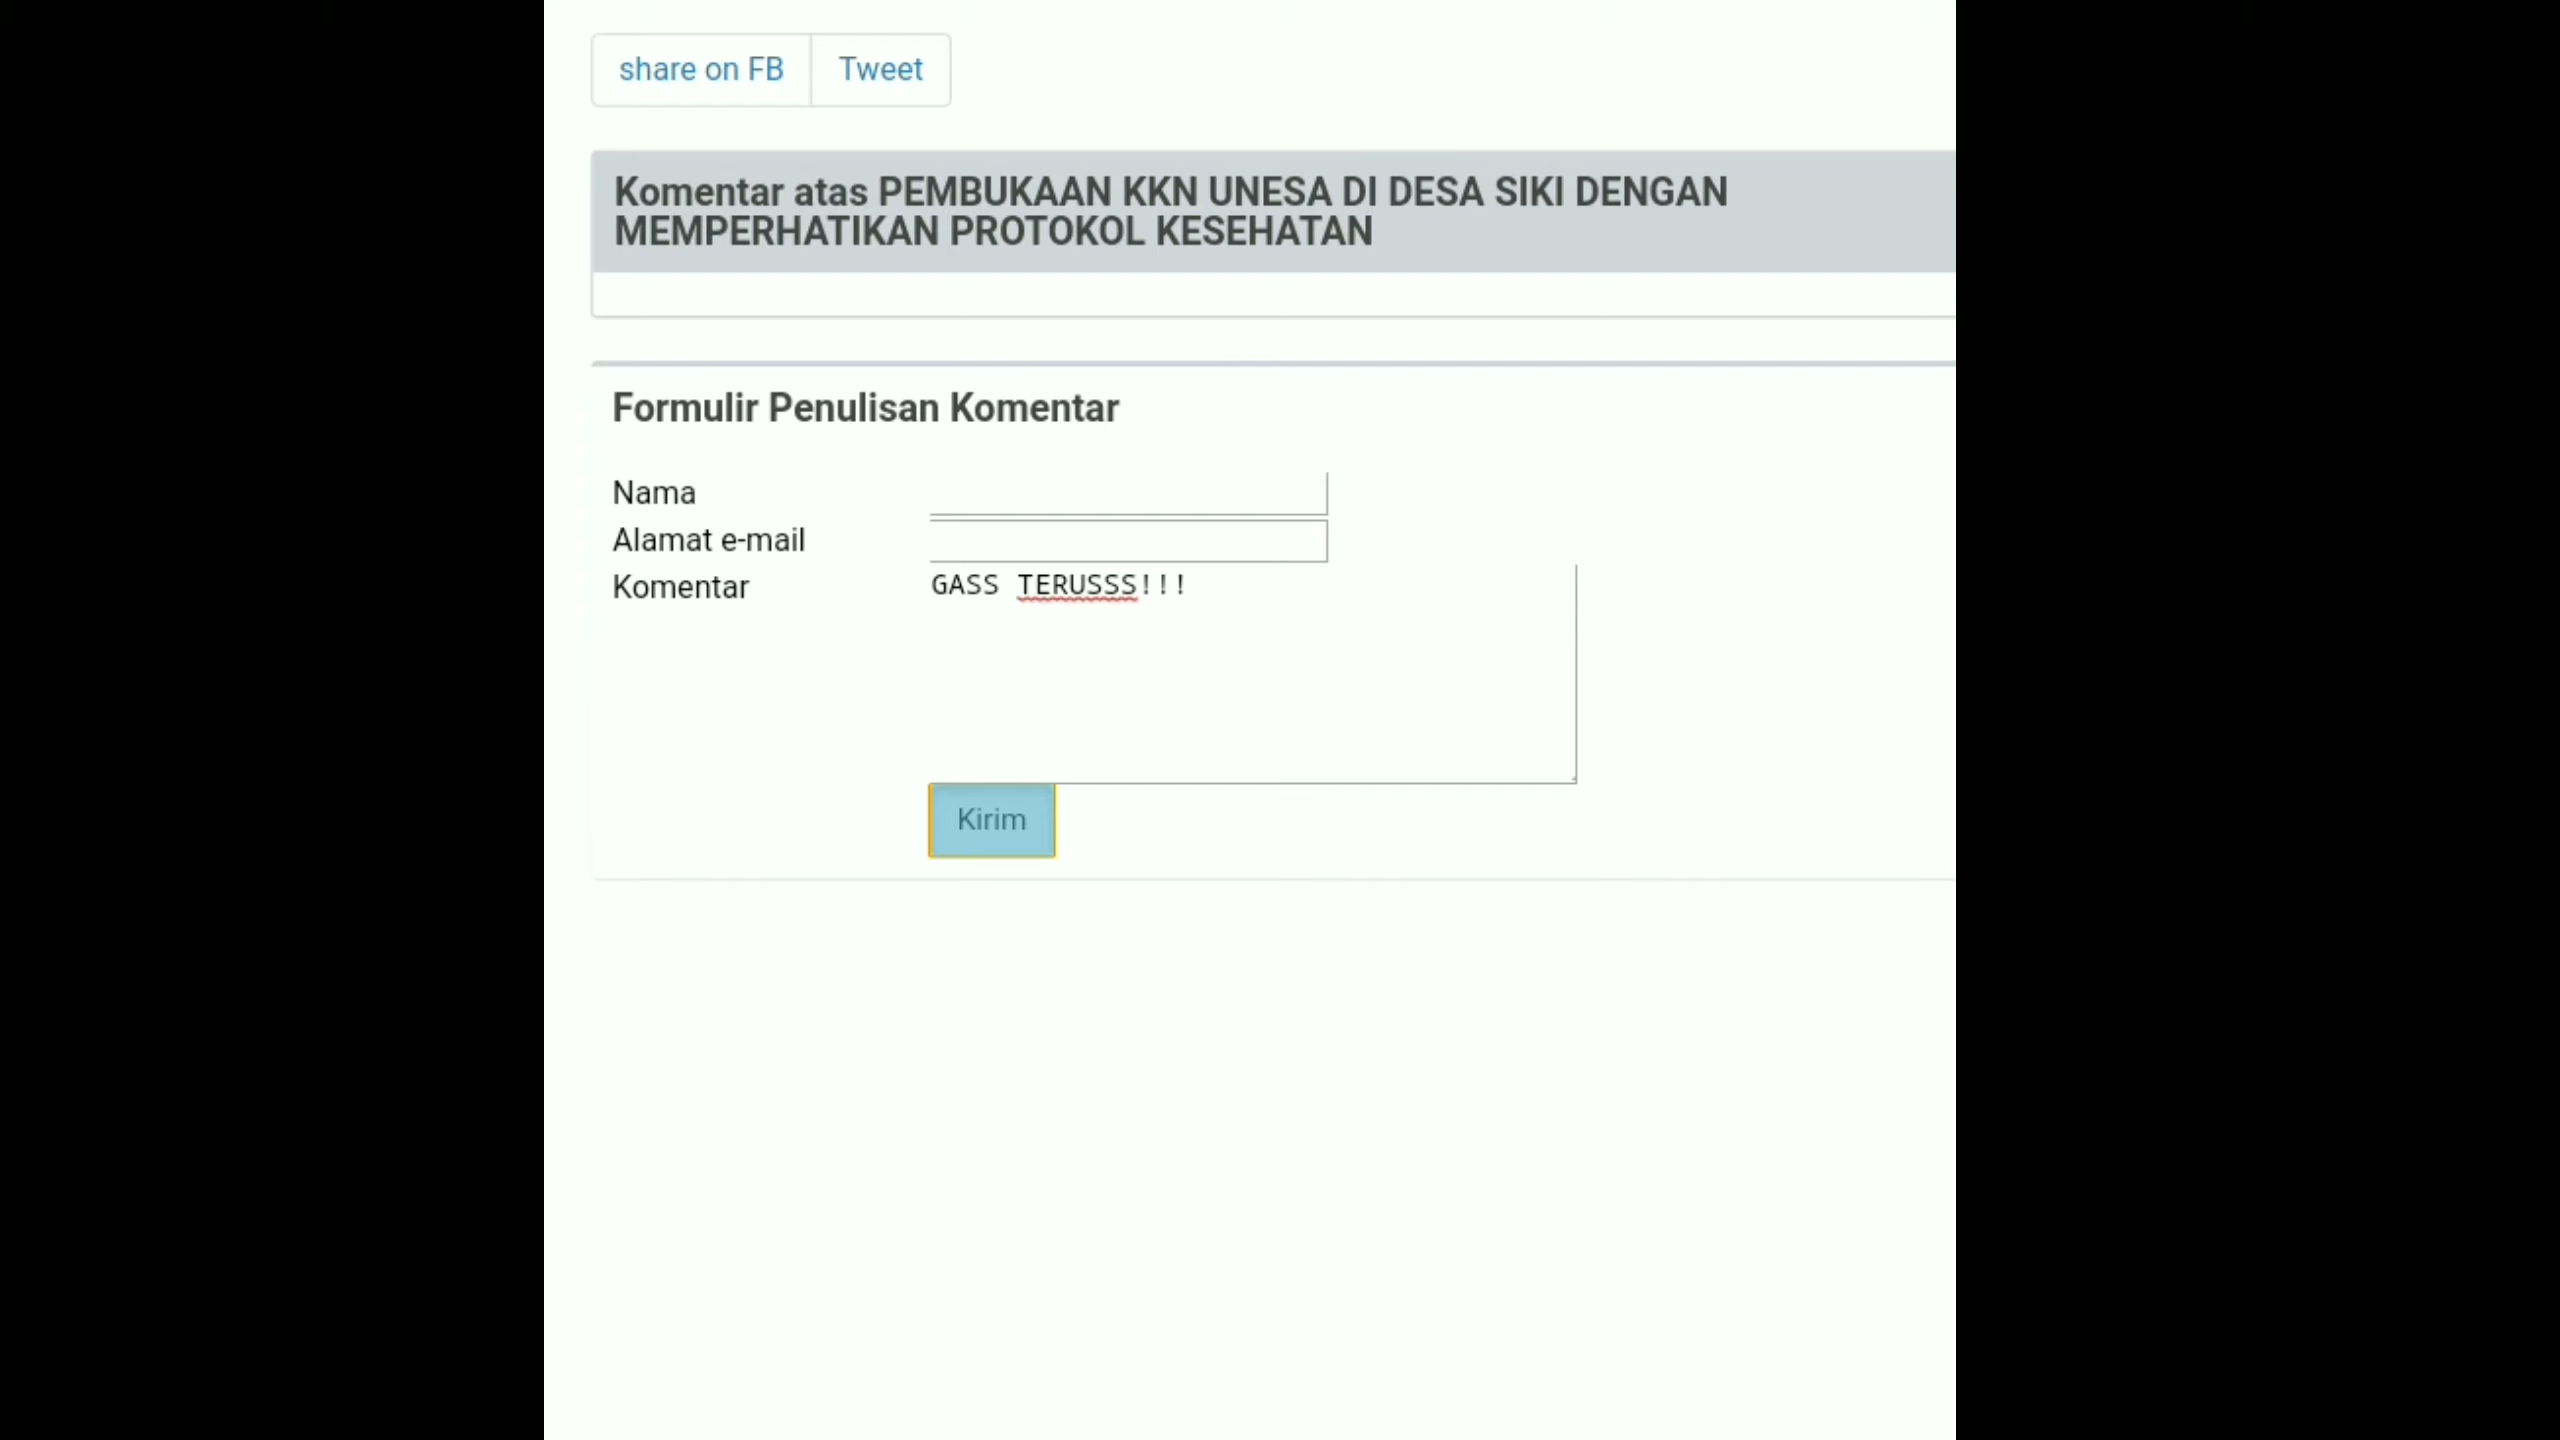 share on FB Tweet
Komentar atas PEMBUKAAN KKN UNESA DI DESA SIKI DENGAN
MEMPERHATIKAN PROTOKOL KESEHATAN
Formulir Penulisan Komentar
Nama
Alamat e-mail
Komentar GASS TERUSSS!!!
Kirim